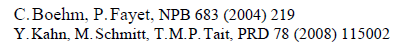 C.Boehm, P.Fayet, NPB 683 (2004) 219
Y.Kahn, M.Schmitt, T.M.P.Tait, PRD 78 (2008) 115002